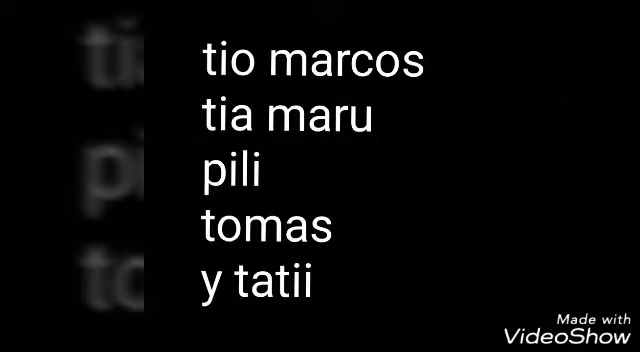 tio marcos
tia maru
pili
tomas
y tatii
Made with
VideoShow